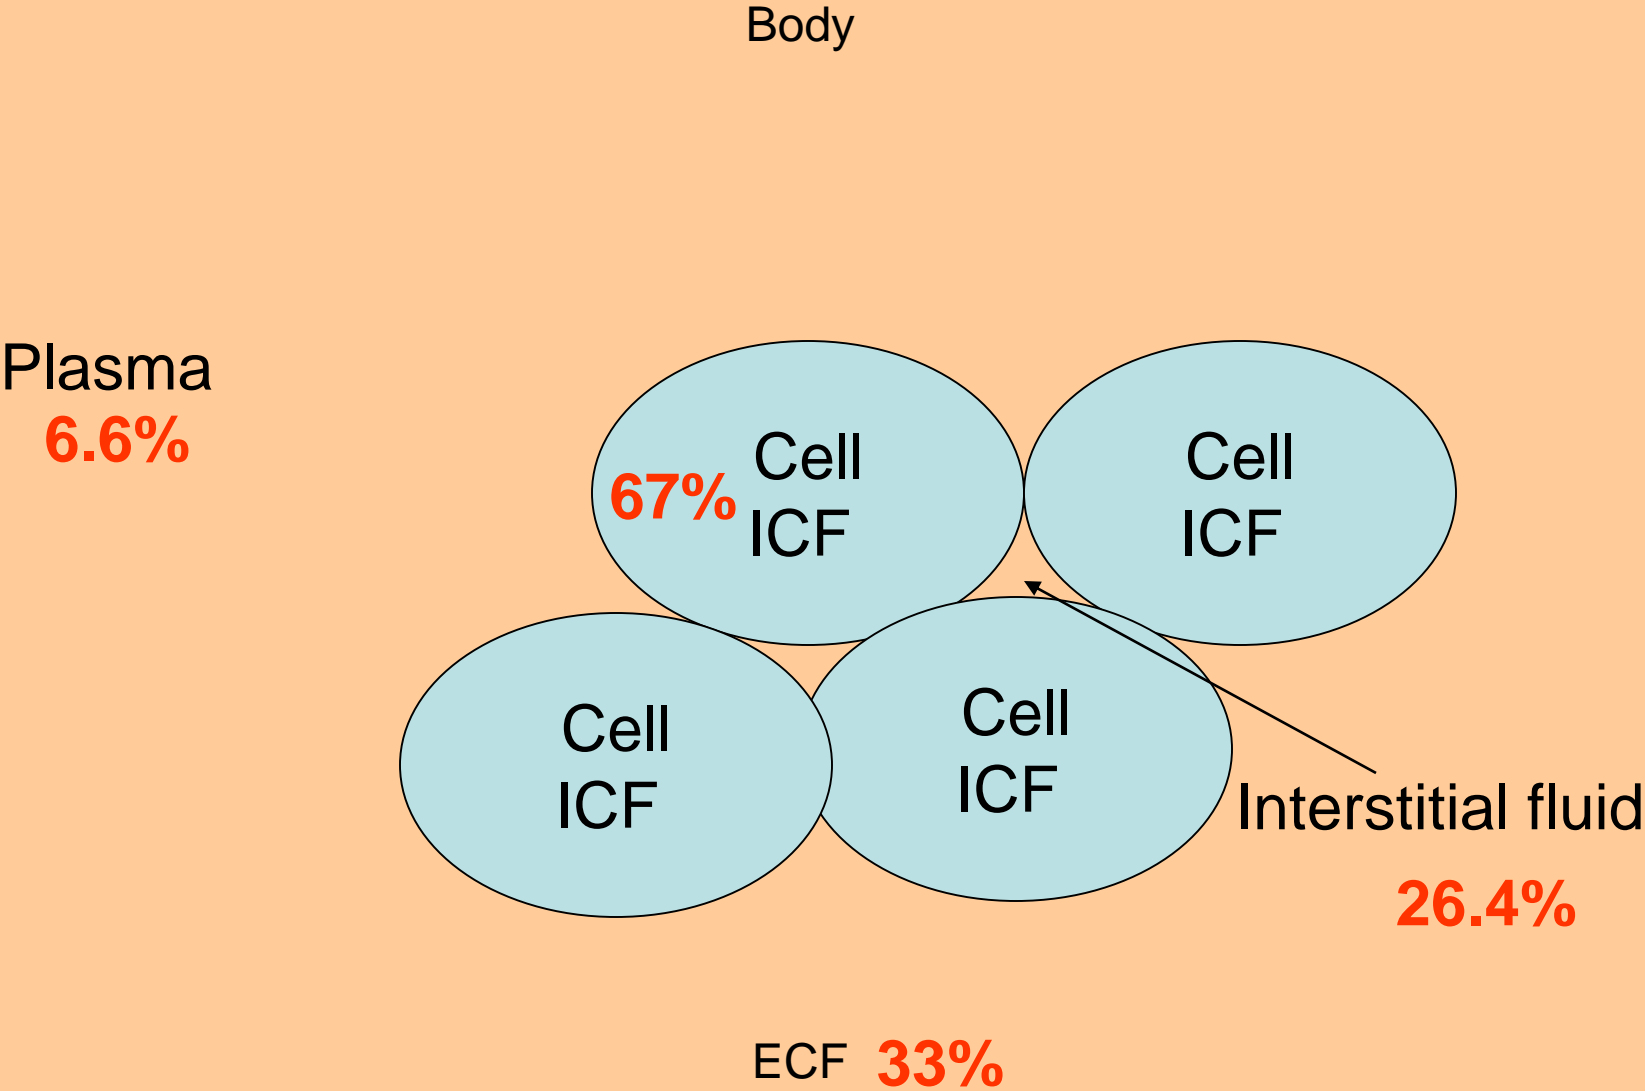 Body
Plasma
6.6%
Cell
67%
ICF
Cell
ICF
Cell
ICF
Cell
ICF
Interstitial fluid
26.4%
ECF 33%